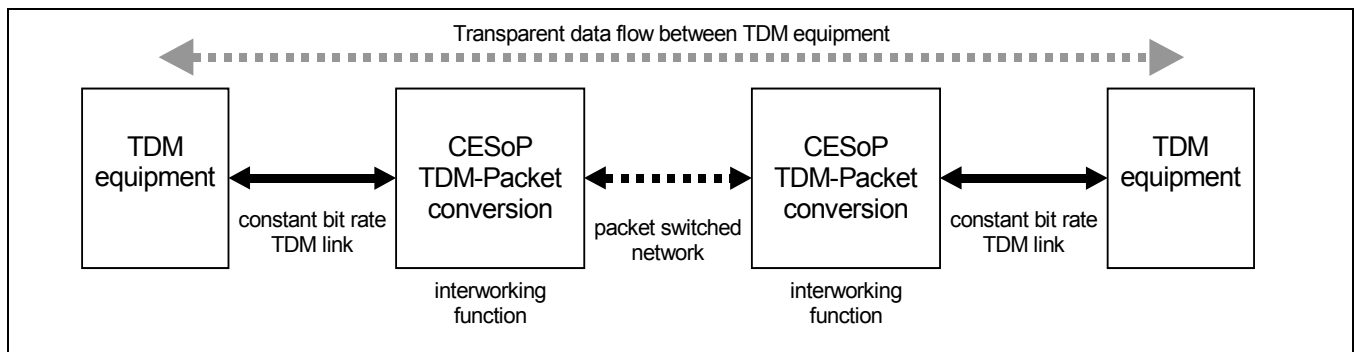 Transparent data flow between TDM equipment
TDM
equipment
constant bit rate
TDM link
CESoP
TDM-Packet
conversion
interworking
function
packet switched
network
CESoP
TDM-Packet
conversion
interworking
function
constant bit rate
TDM link
TDM
equipment